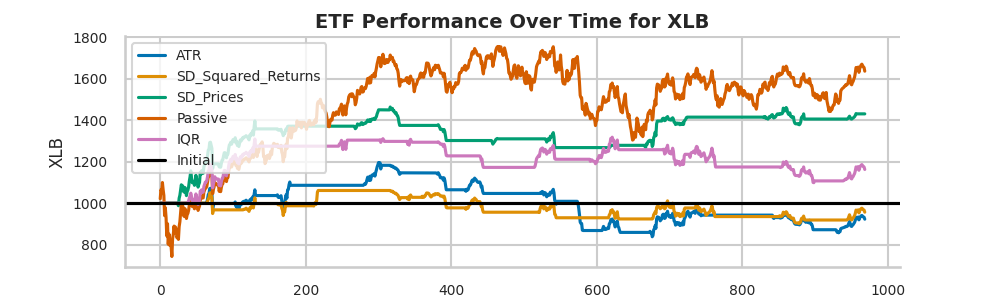 ETF Performance Over Time for XLB
XLB
1800
1600
1400
1200
1000
800
ATR
SD_Squared_Returns
SD_Prices
Passive
IQR
Initial
0 200 400 600 800 1000